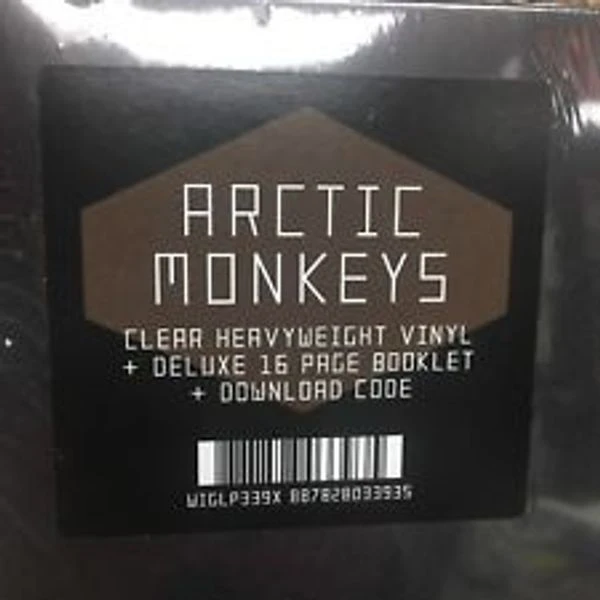 ARCTIC
MONKEYS
CLEAR HEAVYWEIGHT VINYL
+ DELUXE 16 PAGE BOOKLET
+ DOWNLOAD CODE
WIGLP339X 887828033935